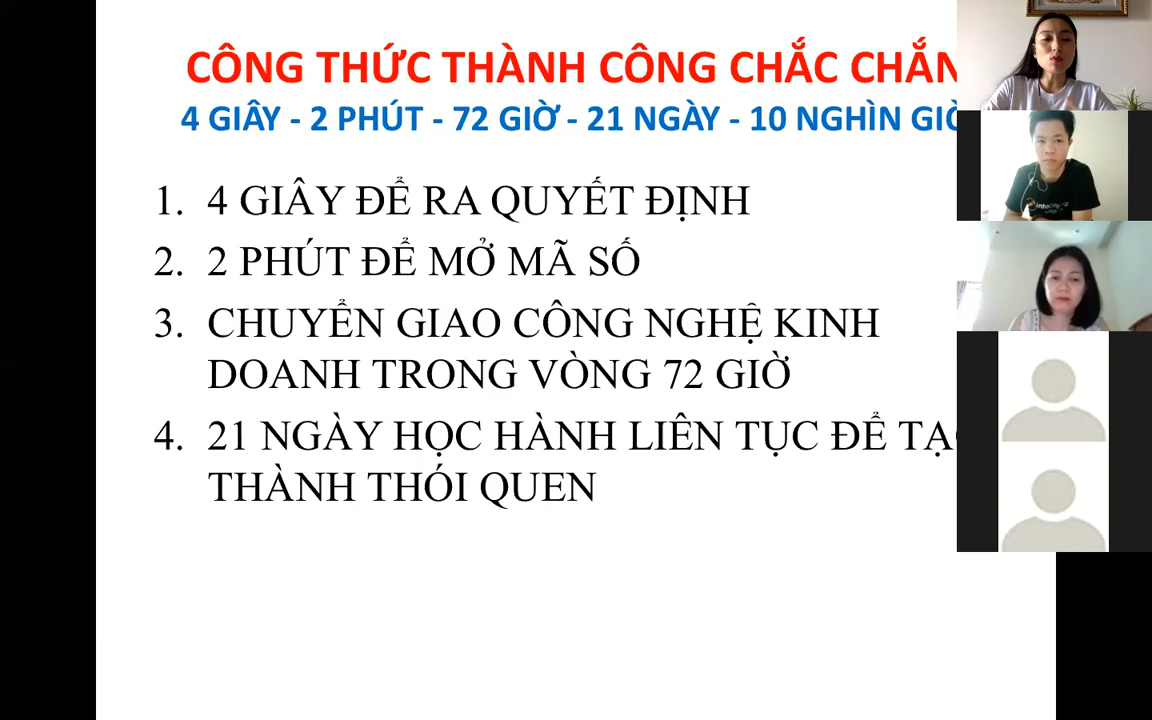 CÔNG THỨC THÀNH CÔNG CHẮC CHẮN
4 GIÂY - 2 PHÚT - 72 GIỜ - 21 NGÀY - 10 NGHÌN
1. 4 GIÂY ĐỂ RA QUYẾT ĐỊNH
2. 2 PHÚT ĐỂ MỞ MÃ SỐ
3. CHUYỂN GIAO CÔNG NGHỆ KINH
DOANH TRONG VÒNG 72 GIỜ
4. 21 NGÀY HỌC HÀNH LIÊN TỤC ĐỂ
THÀNH THÓI QUEN